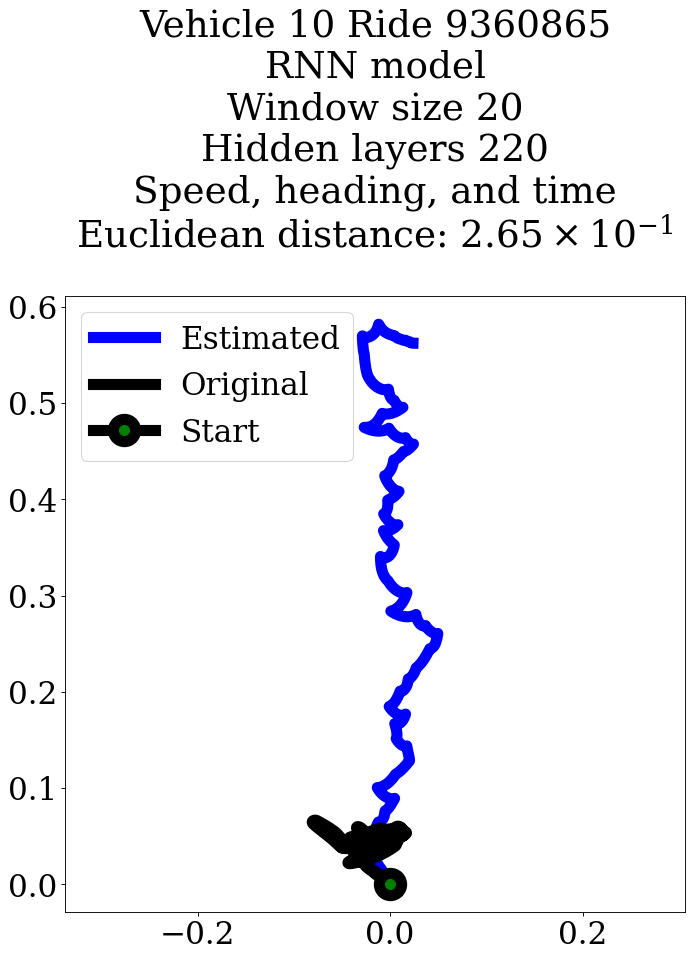 Vehicle 10 Ride 9360865
RNN model
Window size 20
Hidden layers 220
Speed, heading, and time
Euclidean distance: 2.65 × 10⁻¹
Estimated
Original
Start
0.6
0.5
0.4
0.3
0.2
0.1
0.0
−0.2
0.0
0.2